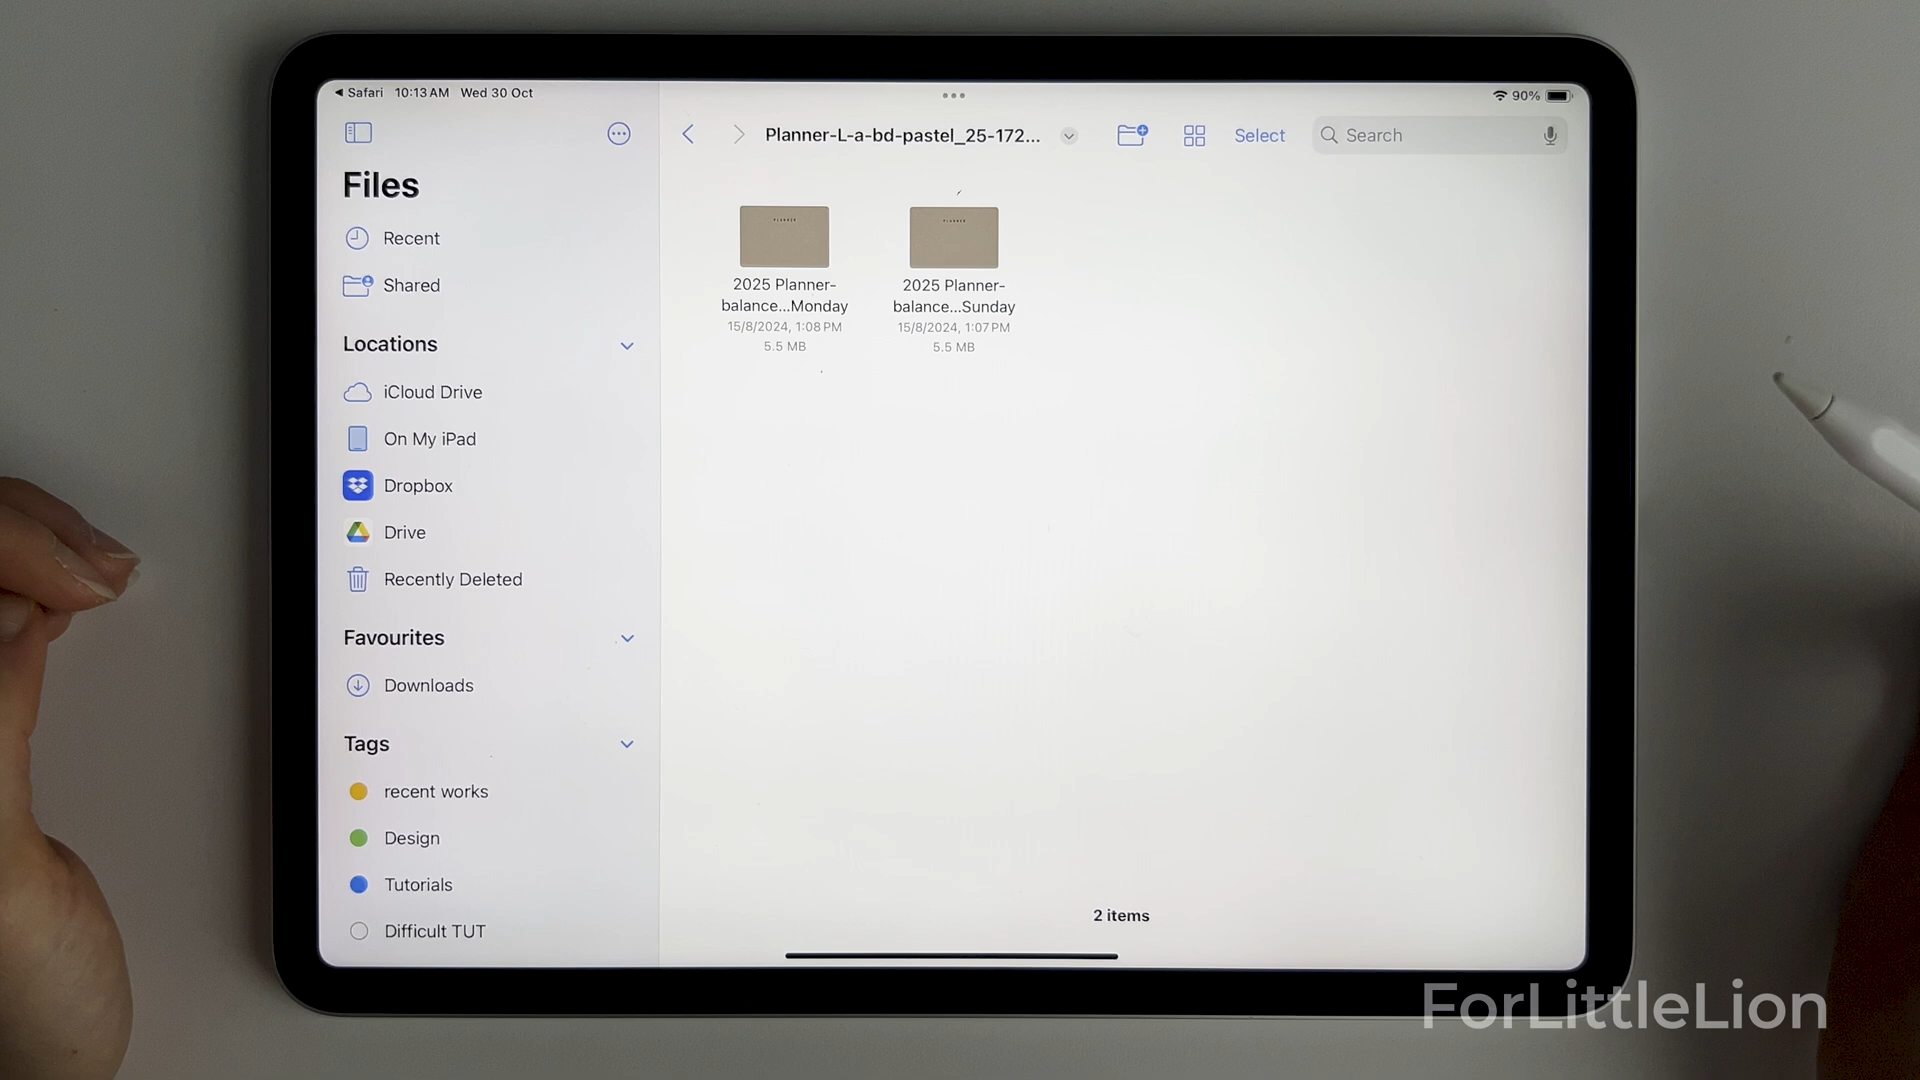 ◀ Safari 10:13 AM Wed 30 Oct
90%
Files
Recent
Shared
Locations
iCloud Drive
On My iPad
Dropbox
Drive
Recently Deleted
Favourites
Downloads
Tags
recent works
Design
Tutorials
Difficult TUT
Planner-L-a-bd-pastel_25-172...
Select
Search
PLANNER
2025 Planner-
balance...Monday
15/8/2024, 1:08 PM
5.5 MB
PLANNER
2025 Planner-
balance...Sunday
15/8/2024, 1:07 PM
5.5 MB
2 items
ForLittleLion